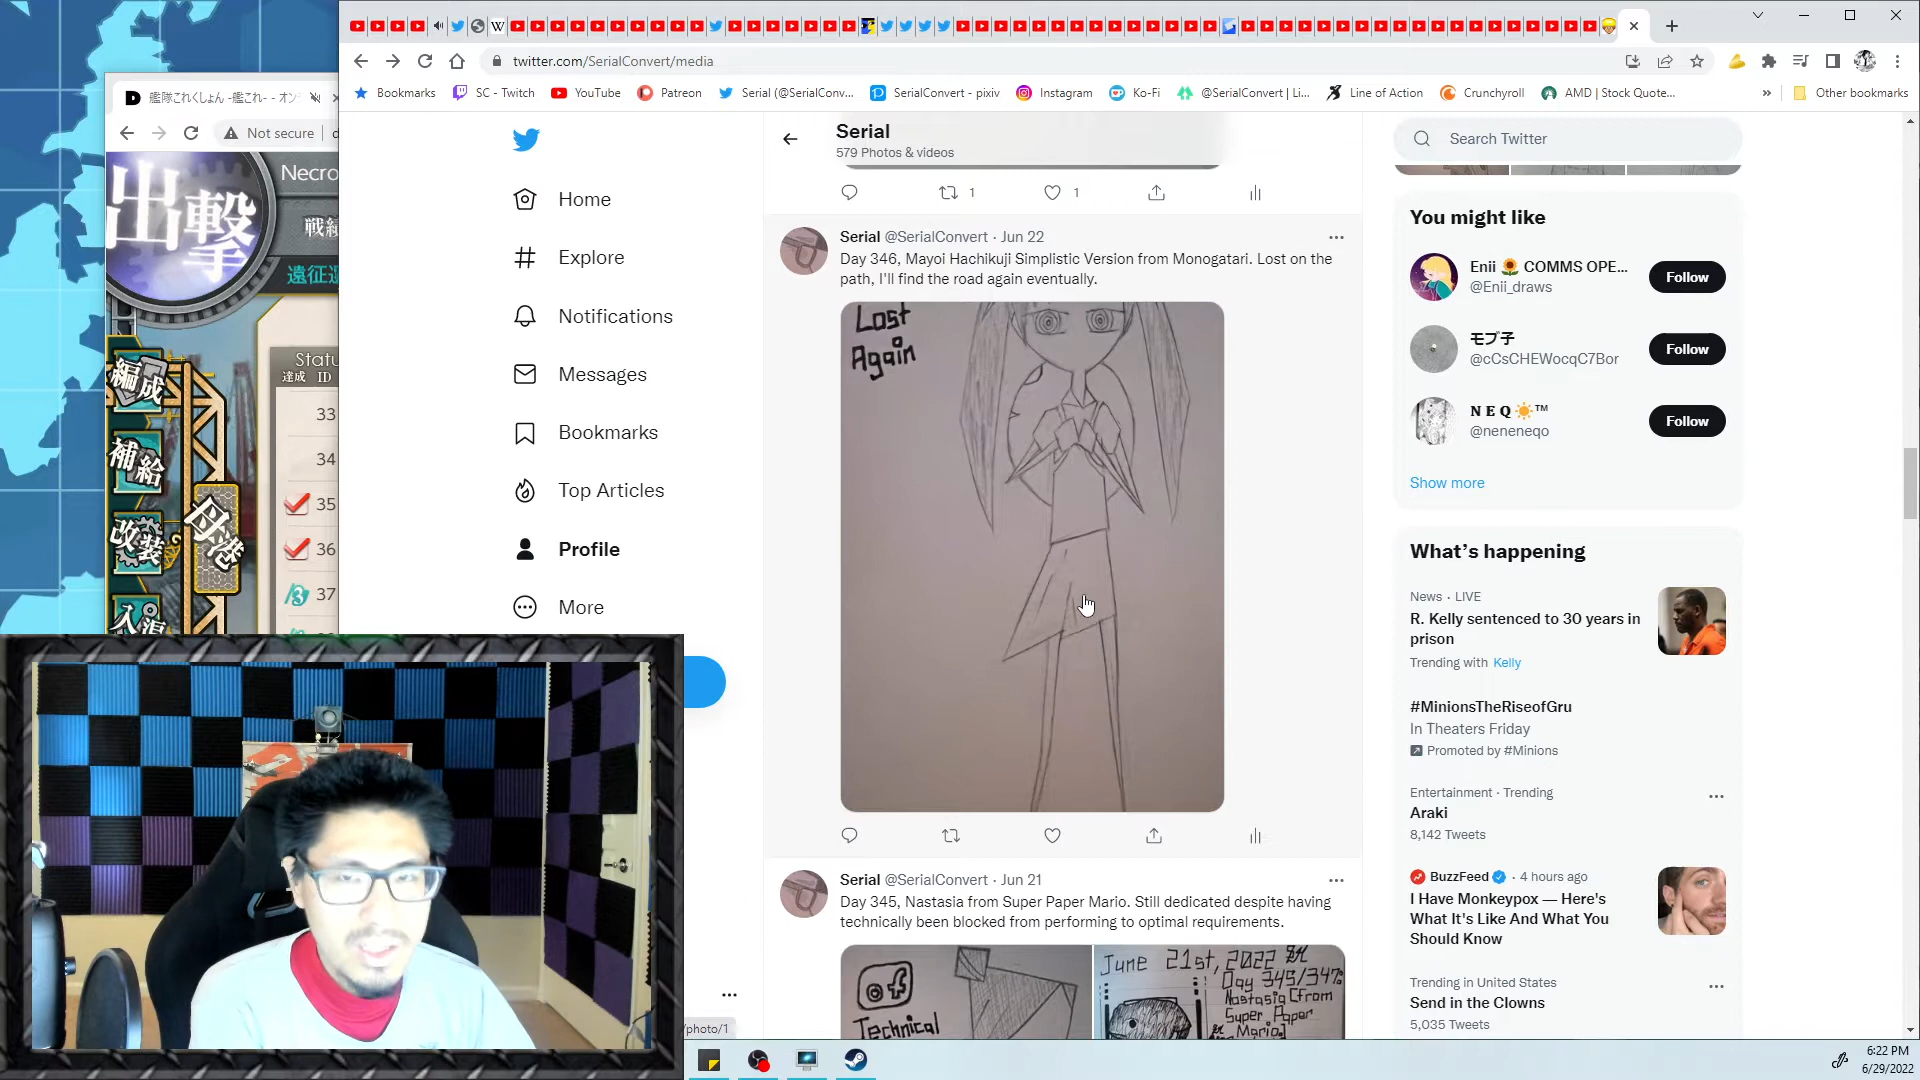 twitter.com/SerialConvert/media
Bookmarks
SC - Twitch
YouTube
Patreon
Serial (@SerialConv...
SerialConvert - pixiv
Instagram
Ko-Fi
@SerialConvert | Li...
Line of Action
Crunchyroll
AMD | Stock Quote...
»
Other bookmarks
艦隊これくしょん -艦これ- - オン
Not secure
出撃
Necro
遠征
編成
補給
改装
母港
Statu
達成 ID
33
34
35
36
37
Home
Explore
Notifications
Messages
Bookmarks
Top Articles
Profile
More
Serial
579 Photos & videos
1
1
Serial @SerialConvert · Jun 22
Day 346, Mayoi Hachikuji Simplistic Version from Monogatari. Lost on the
path, I'll find the road again eventually.
Lost
Again
Serial @SerialConvert · Jun 21
Day 345, Nastasia from Super Paper Mario. Still dedicated despite having
technically been blocked from performing to optimal requirements.
Technical
June 21st, 2022
Day 345/347
Nastasia [from
Super Paper
Mario]
/photo/1
Search Twitter
You might like
Enii 🌻 COMMS OPE...
@Enii_draws
Follow
モブ子
@cCsCHEWocqC7Bor
Follow
N E Q☀️™
@neneneqo
Follow
Show more
What's happening
News · LIVE
R. Kelly sentenced to 30 years in
prison
Trending with Kelly
#MinionsTheRiseofGru
In Theaters Friday
Promoted by #Minions
Entertainment · Trending
Araki
8,142 Tweets
BuzzFeed · 4 hours ago
I Have Monkeypox — Here's
What It's Like And What You
Should Know
Trending in United States
Send in the Clowns
5,035 Tweets
6:22 PM
6/29/2022